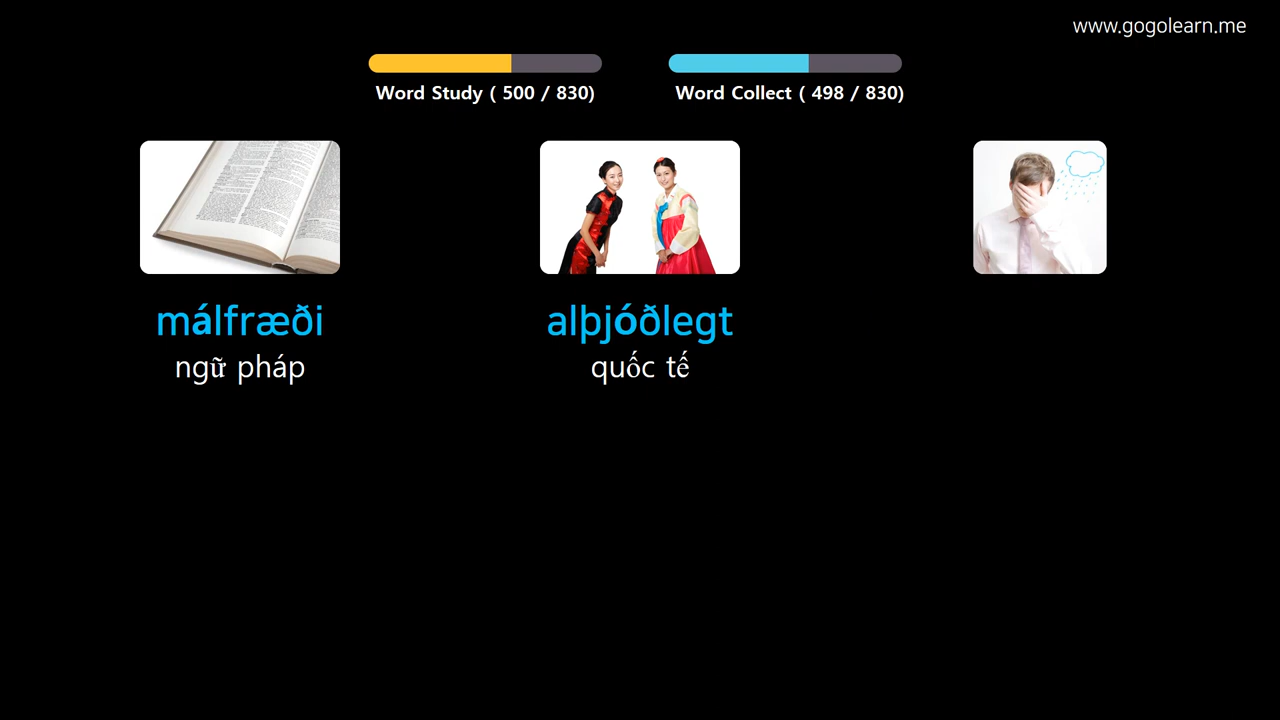 www.gogolearn.me
Word Study ( 500 / 830)
Word Collect ( 498 / 830)
málfræði
ngữ pháp
alþjóðlegt
quốc tế